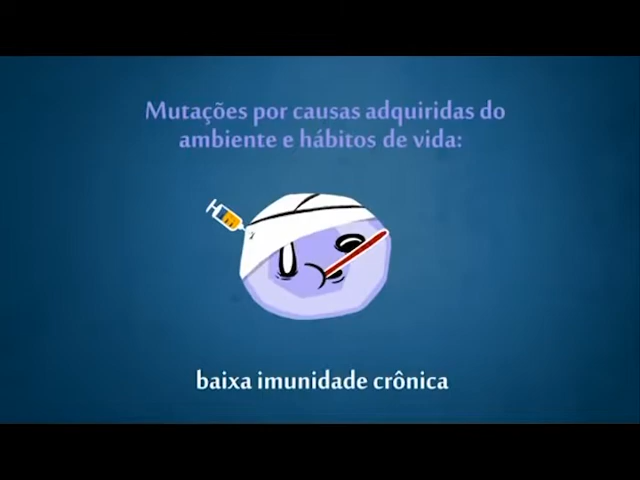 Mutações por causas adquiridas do
ambiente e hábitos de vida:
baixa imunidade crônica